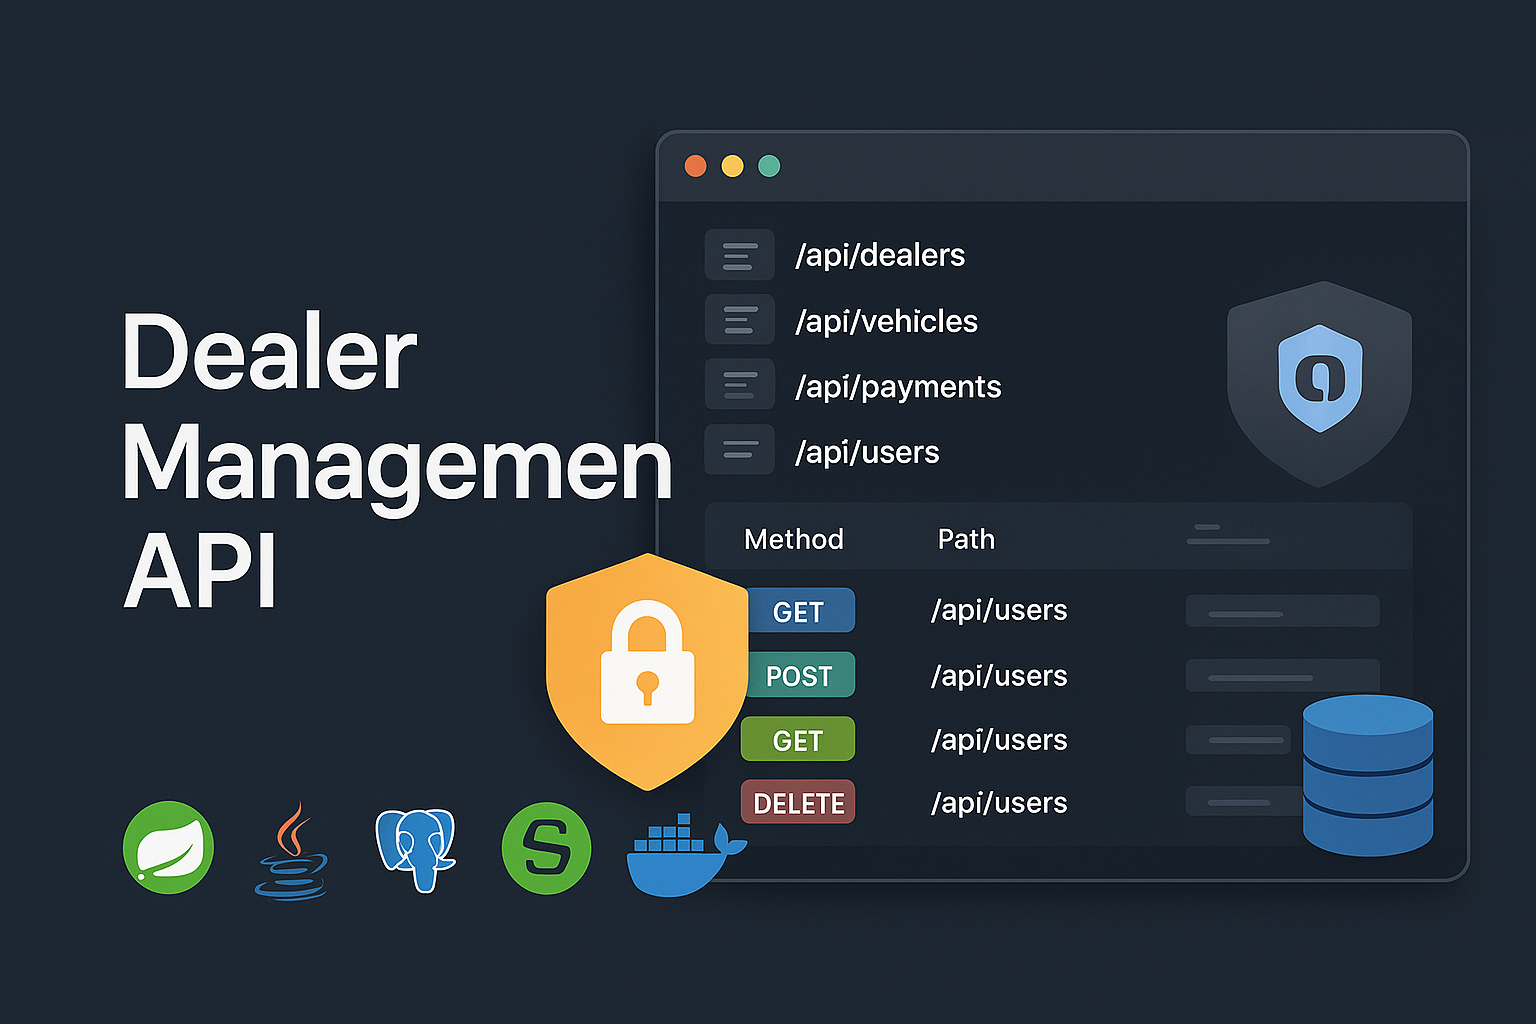 Dealer
Managemen
API
/api/dealers
/api/vehicles
/api/payments
/api/users
Method Path
GET /api/users
POST /api/users
GET /api/users
DELETE /api/users
S